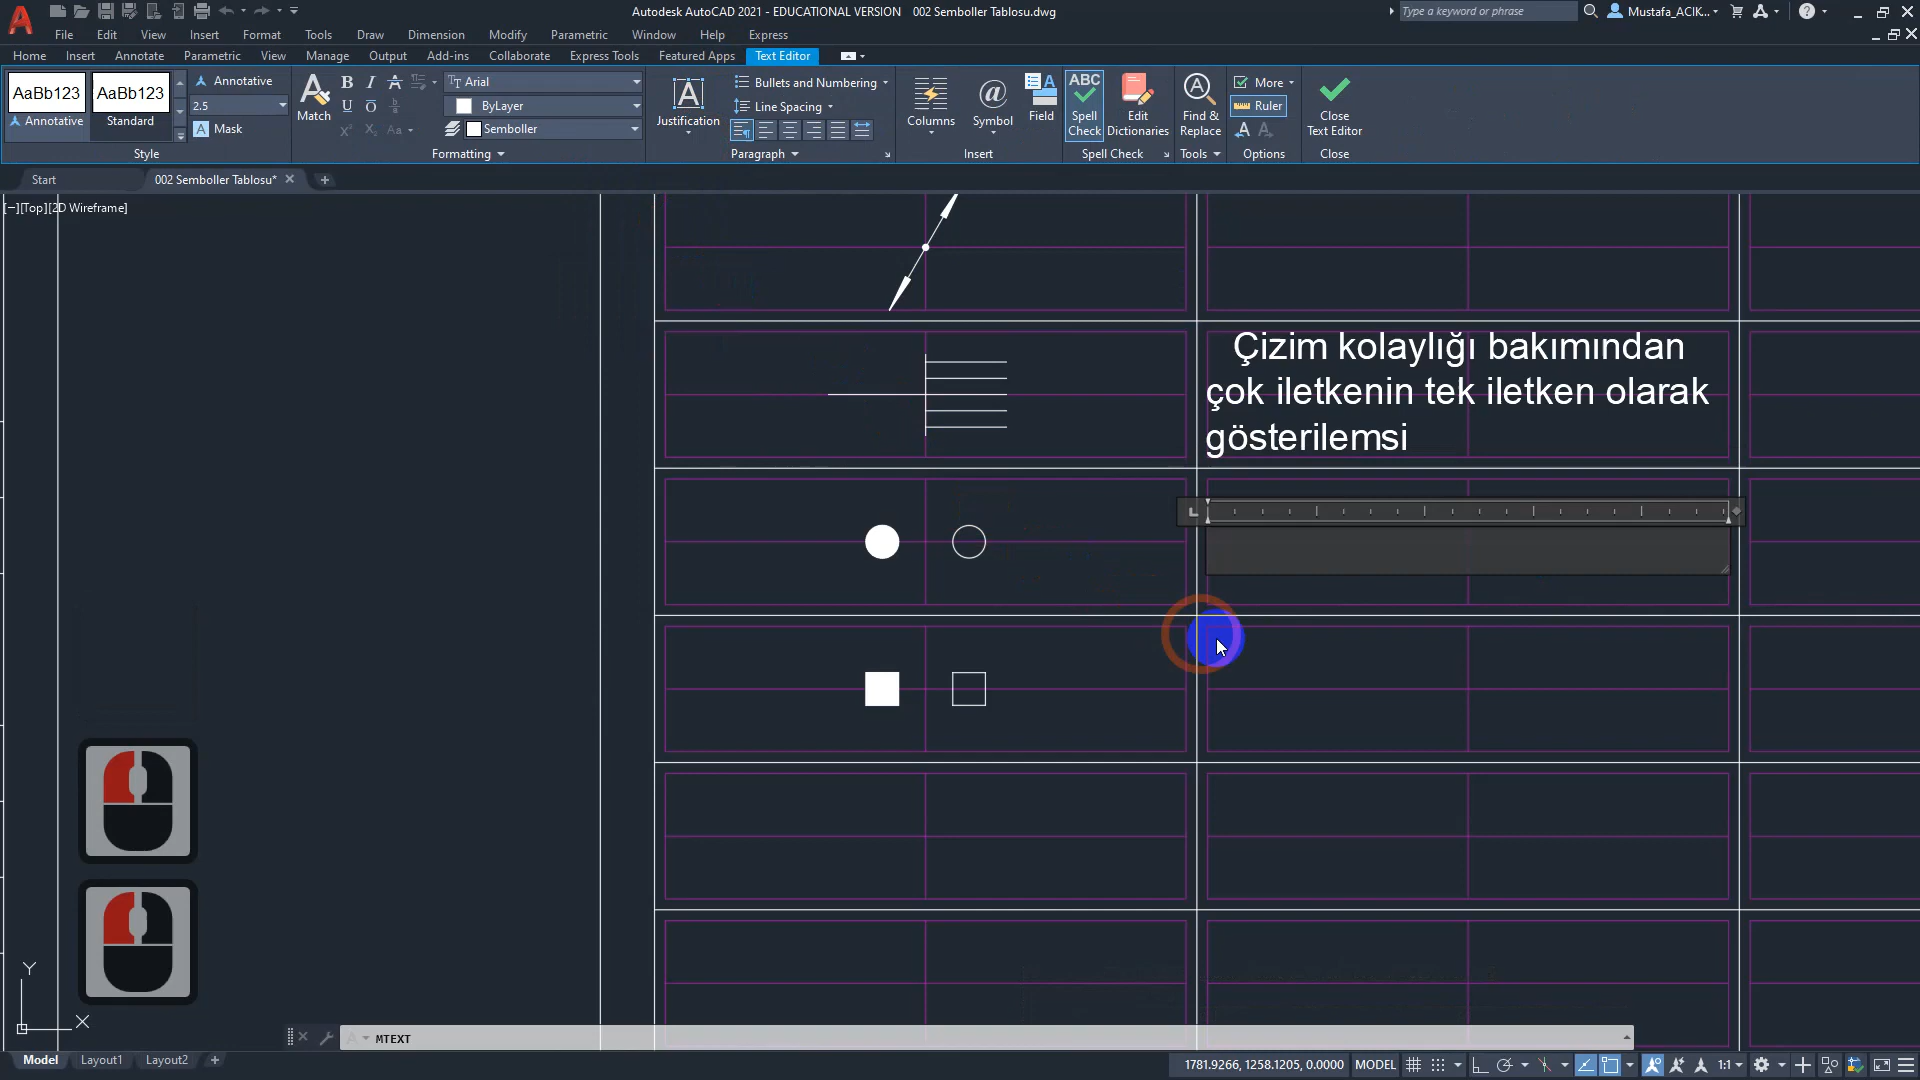 Autodesk AutoCAD 2021 - EDUCATIONAL VERSION 002 Semboller Tablosu.dwg
Type a keyword or phrase
Mustafa_ACIK...
File Edit View Insert Format Tools Draw Dimension Modify Parametric Window Help Express
Home Insert Annotate Parametric View Manage Output Add-ins Collaborate Express Tools Featured Apps Text Editor
AaBb123 AaBb123
Annotative Standard
Annotative
2.5
Mask
Style
Match
Arial
ByLayer
Semboller
Formatting
Justification
Bullets and Numbering
Line Spacing
Paragraph
Columns
Symbol
Field
Insert
Spell Check
Edit Dictionaries
Spell Check
Find & Replace
Tools
More
Ruler
Options
Close Text Editor
Close
Start 002 Semboller Tablosu*
[−][Top][2D Wireframe]
Çizim kolaylığı bakımından
çok iletkenin tek iletken olarak
gösterilemsi
Y
X
MTEXT
Model Layout1 Layout2
1781.9266, 1258.1205, 0.0000 MODEL 1:1